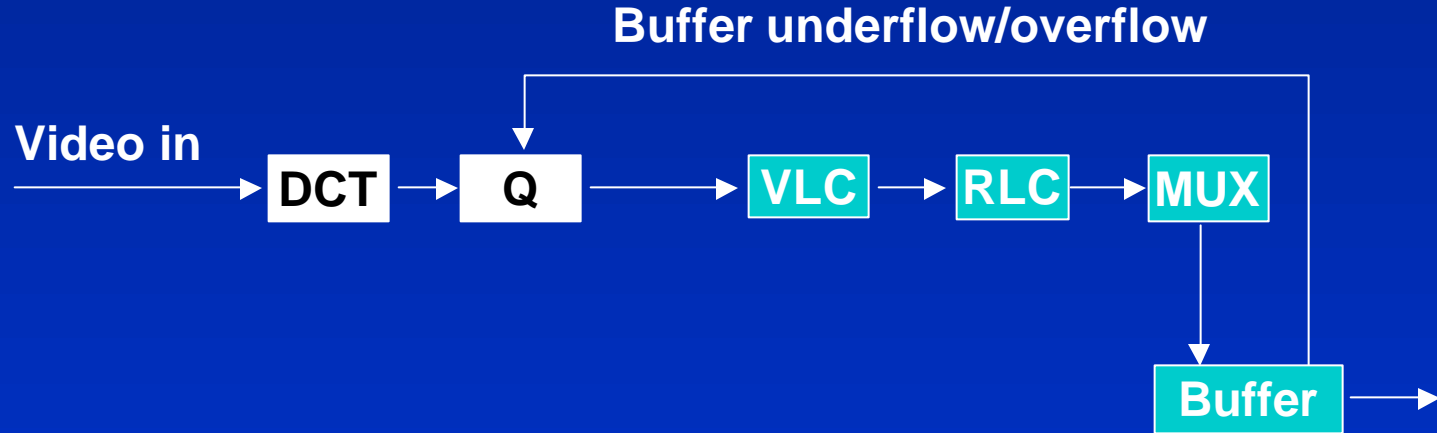 Buffer underflow/overflow
Video in
DCT
Q
VLC
RLC
MUX
Buffer